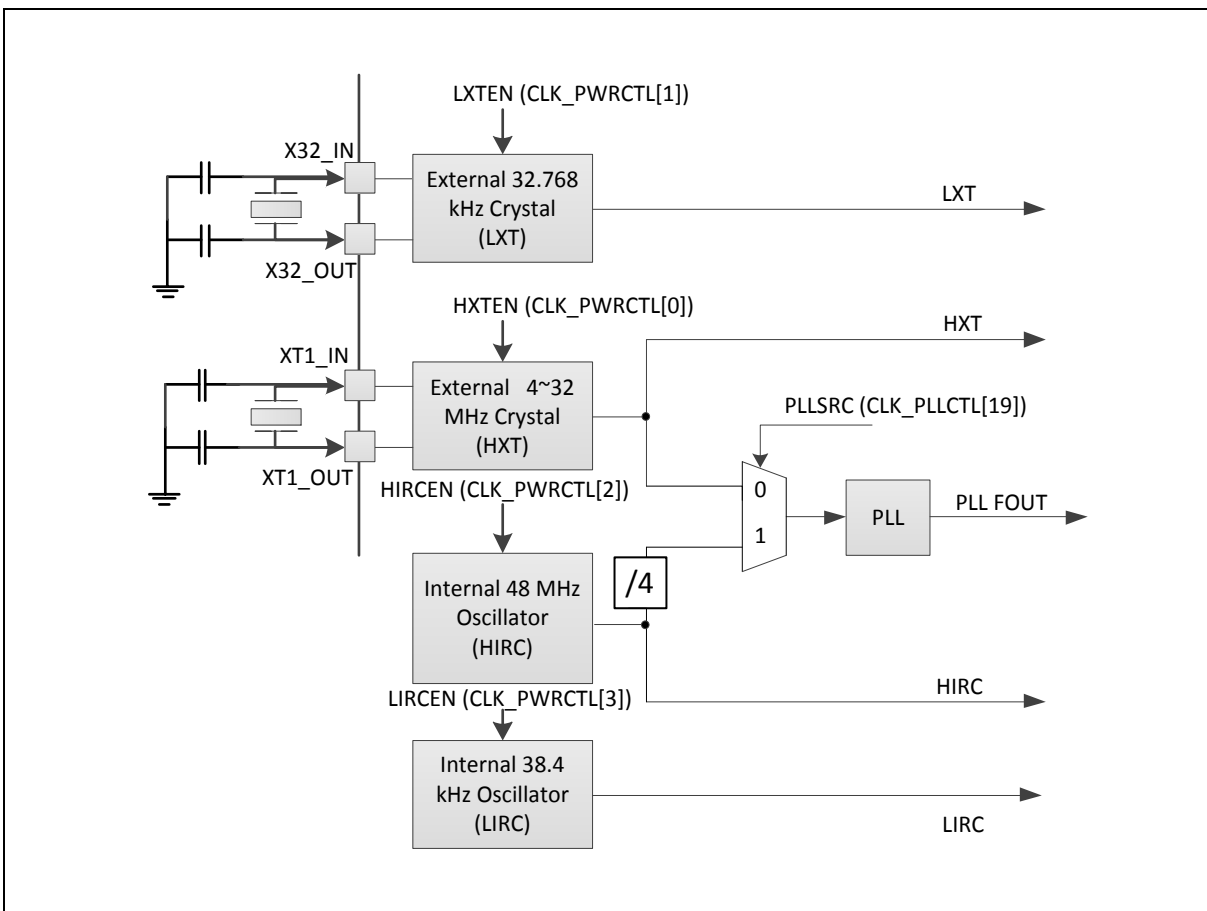 LXTEN (CLK_PWRCTL[1])
X32_IN
External 32.768
kHz Crystal
(LXT)
LXT
X32_OUT
HXTEN (CLK_PWRCTL[0])
HXT
XT1_IN
External 4~32
MHz Crystal
(HXT)
PLLSRC (CLK_PLLCTL[19])
XT1_OUT
HIRCEN (CLK_PWRCTL[2])
0
1
PLL
PLL FOUT
/4
Internal 48 MHz
Oscillator
(HIRC)
HIRC
LIRCEN (CLK_PWRCTL[3])
Internal 38.4
kHz Oscillator
(LIRC)
LIRC